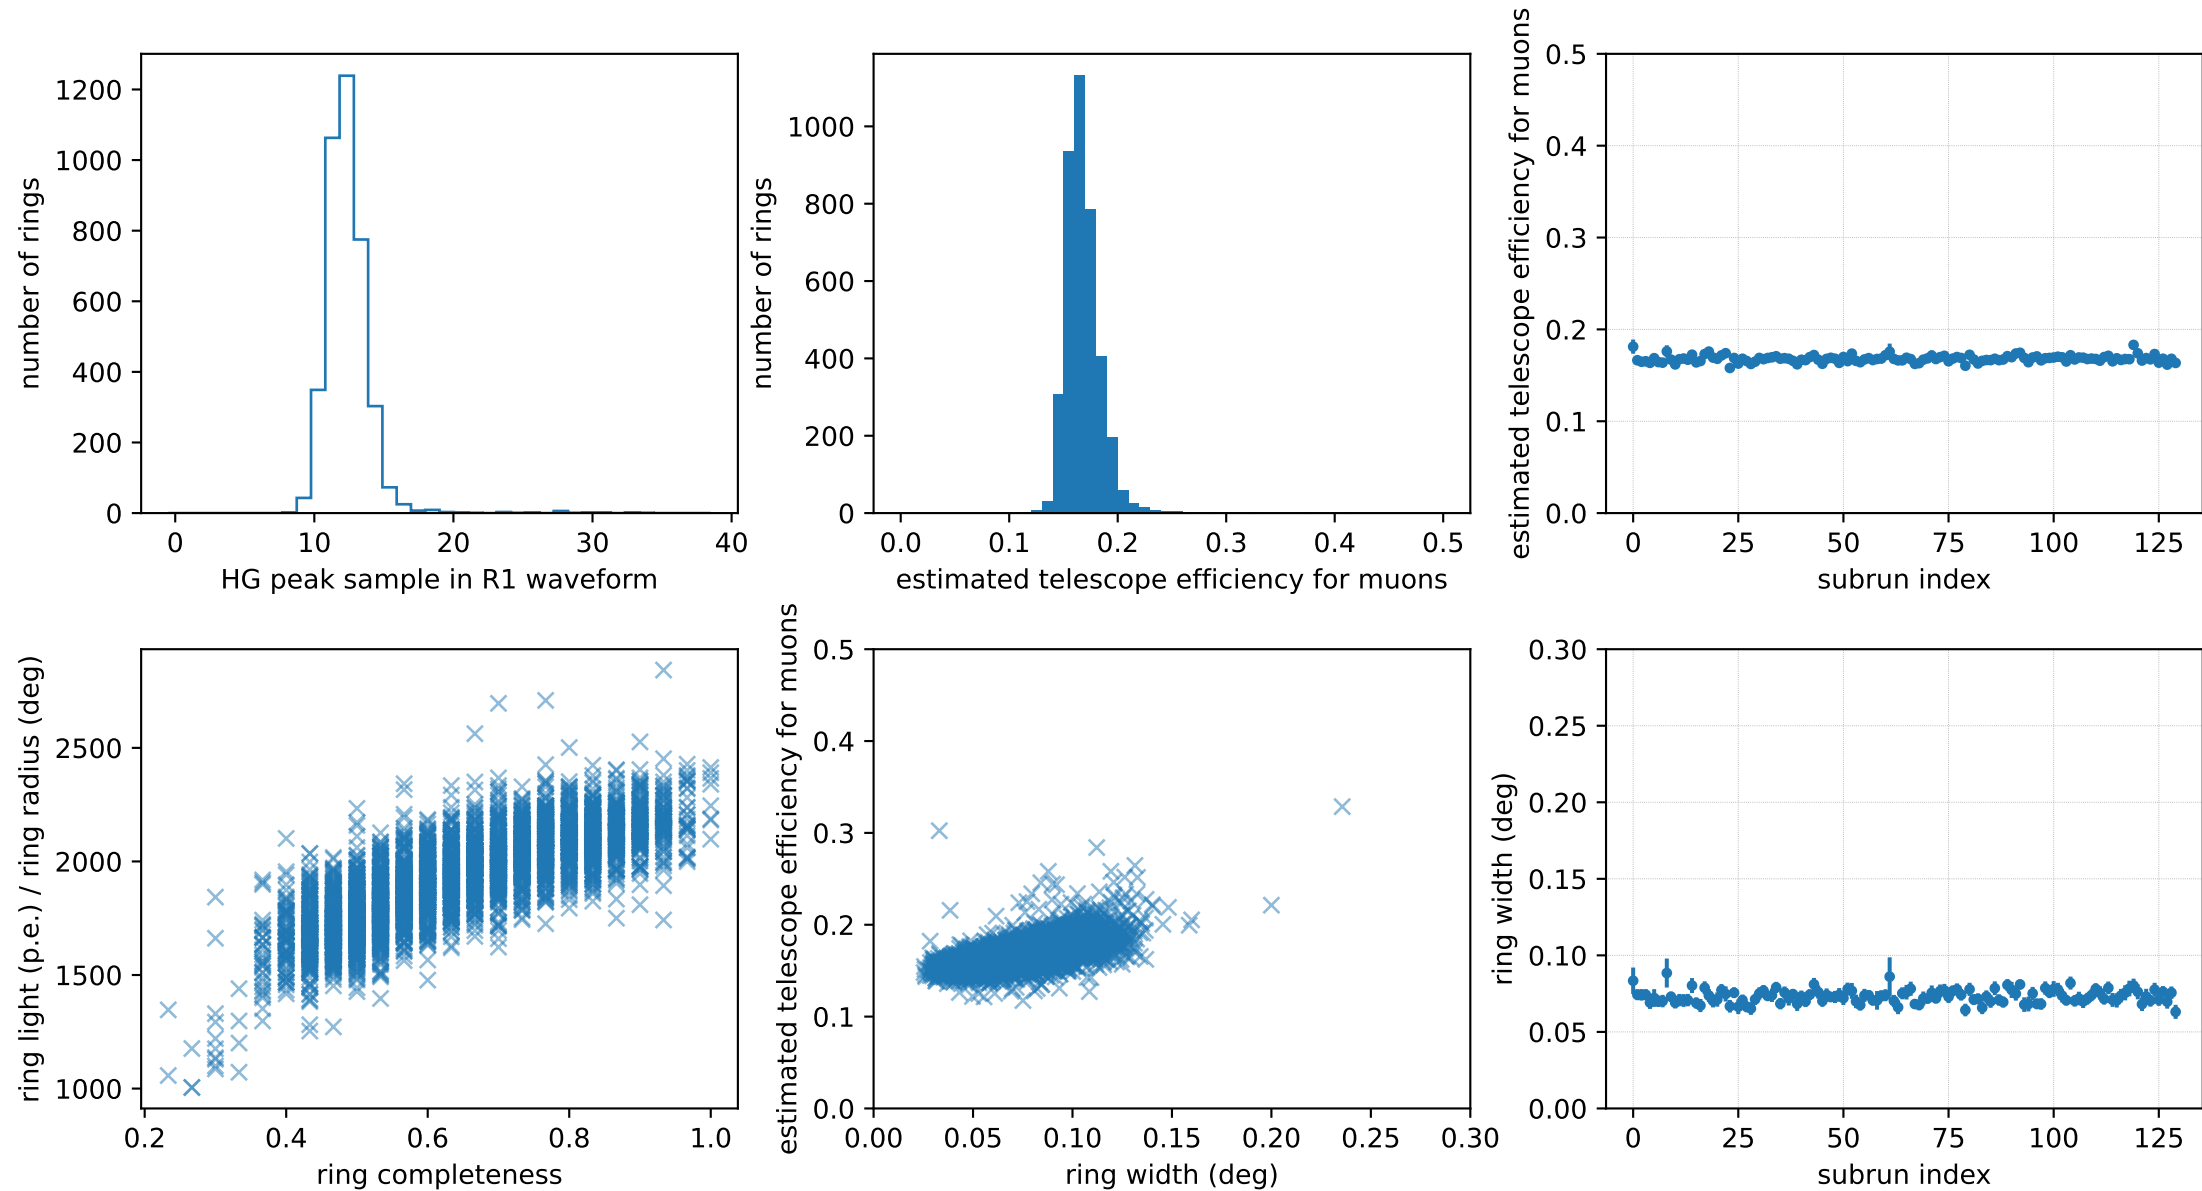 1200
1000
800
600
400
200
0
number of rings
0 10 20 30 40
HG peak sample in R1 waveform
1000
800
600
400
200
0
number of rings
0.0 0.1 0.2 0.3 0.4 0.5
estimated telescope efficiency for muons
0.5
0.4
0.3
0.2
0.1
0.0
estimated telescope efficiency for muons
0 25 50 75 100 125
subrun index
2500
2000
1500
1000
ring light (p.e.) / ring radius (deg)
0.2 0.4 0.6 0.8 1.0
ring completeness
0.5
0.4
0.3
0.2
0.1
0.0
estimated telescope efficiency for muons
0.00 0.05 0.10 0.15 0.20 0.25 0.30
ring width (deg)
0.30
0.25
0.20
0.15
0.10
0.05
0.00
ring width (deg)
0 25 50 75 100 125
subrun index